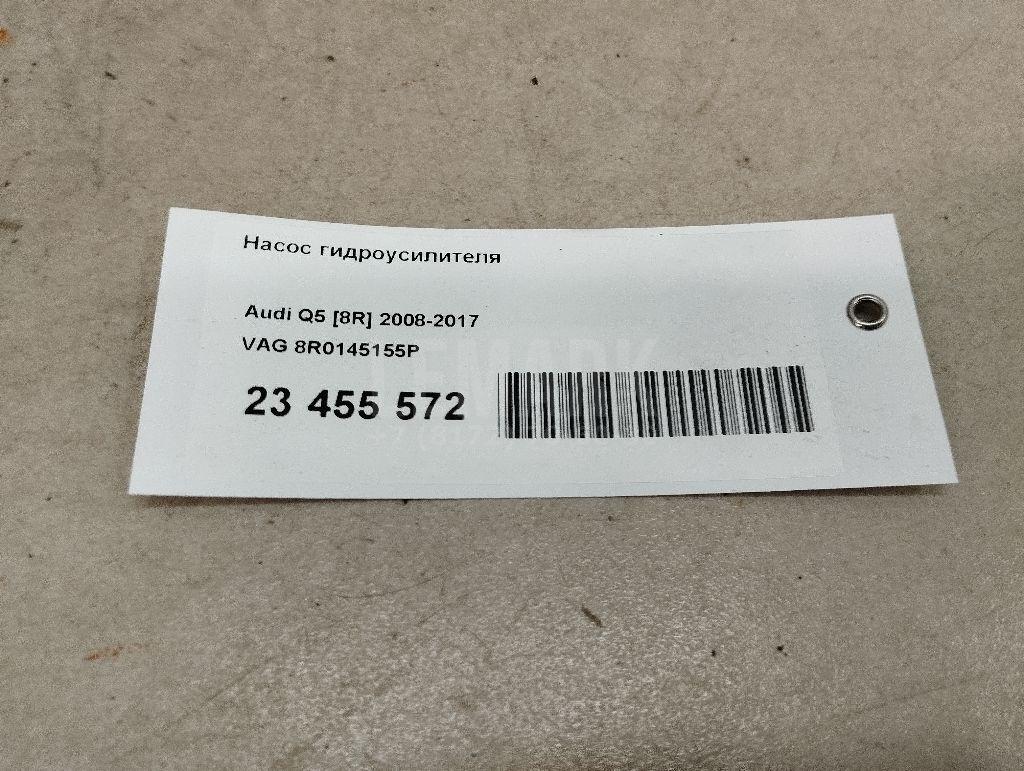 Насос гидроусилителя
Audi Q5 [8R] 2008-2017
VAG 8R0145155P
23 455 572